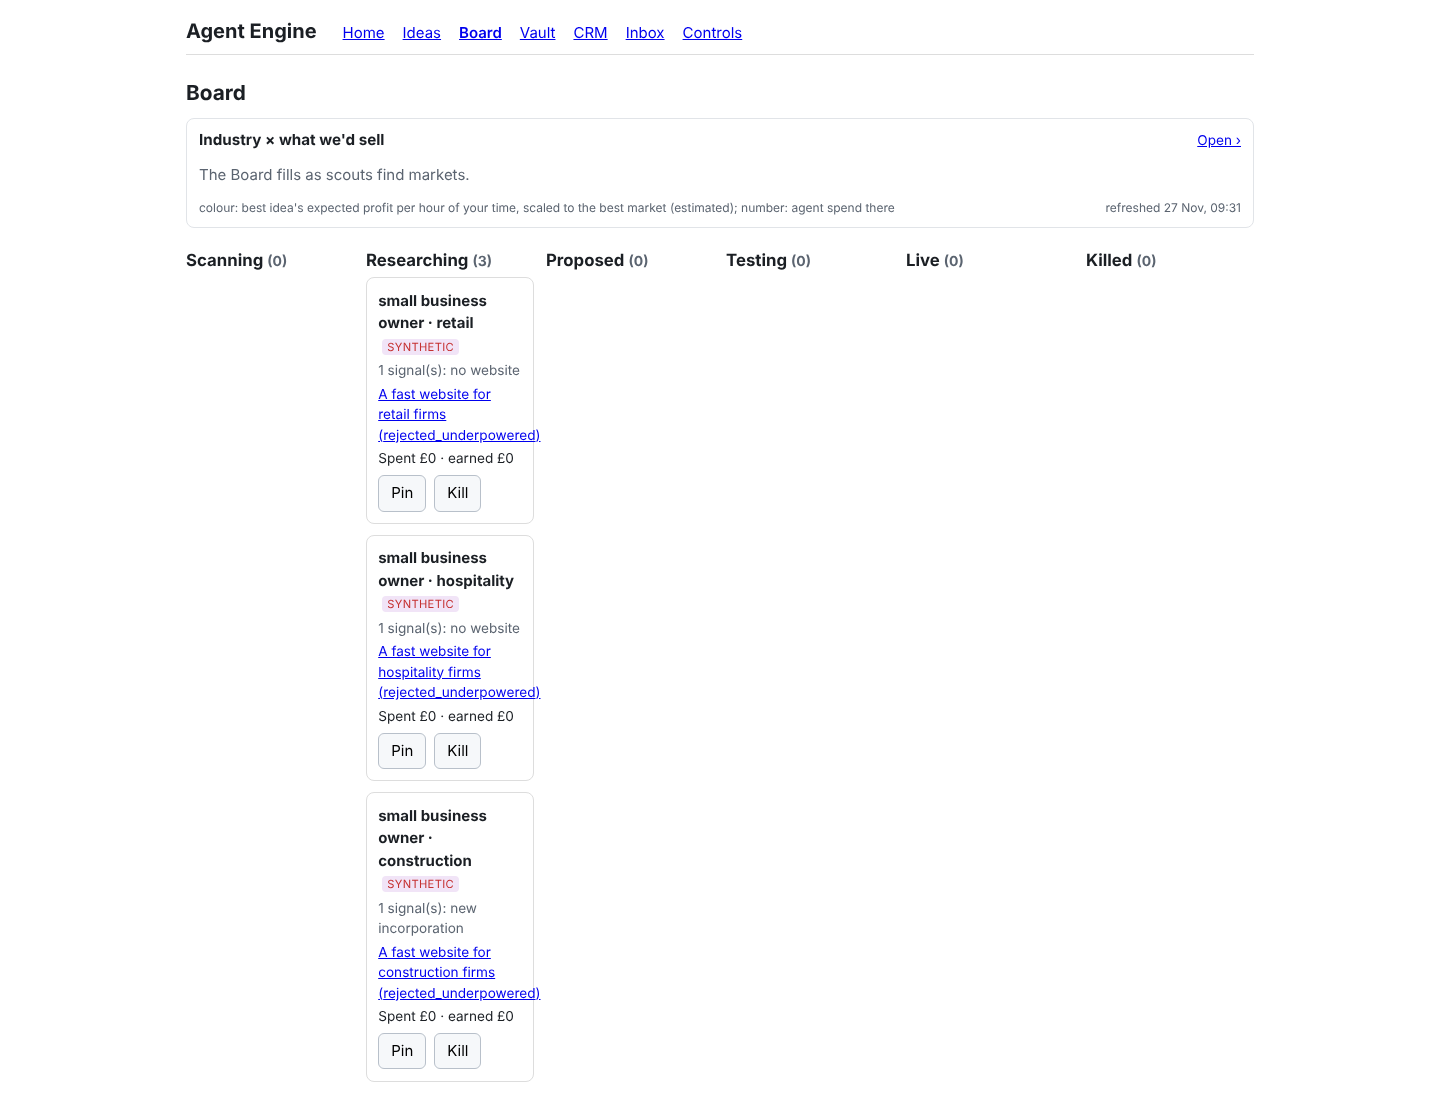 Agent Engine Home Ideas Board Vault CRM Inbox Controls
Board
Industry × what we'd sell Open ›
The Board fills as scouts find markets.
colour: best idea's expected profit per hour of your time, scaled to the best market (estimated); number: agent spend there refreshed 27 Nov, 09:31
Scanning (0) Researching (3) Proposed (0) Testing (0) Live (0) Killed (0)
small business
owner · retail
SYNTHETIC
1 signal(s): no website
A fast website for
retail firms
(rejected_underpowered)
Spent £0 · earned £0
Pin Kill
small business
owner · hospitality
SYNTHETIC
1 signal(s): no website
A fast website for
hospitality firms
(rejected_underpowered)
Spent £0 · earned £0
Pin Kill
small business
owner ·
construction
SYNTHETIC
1 signal(s): new
incorporation
A fast website for
construction firms
(rejected_underpowered)
Spent £0 · earned £0
Pin Kill